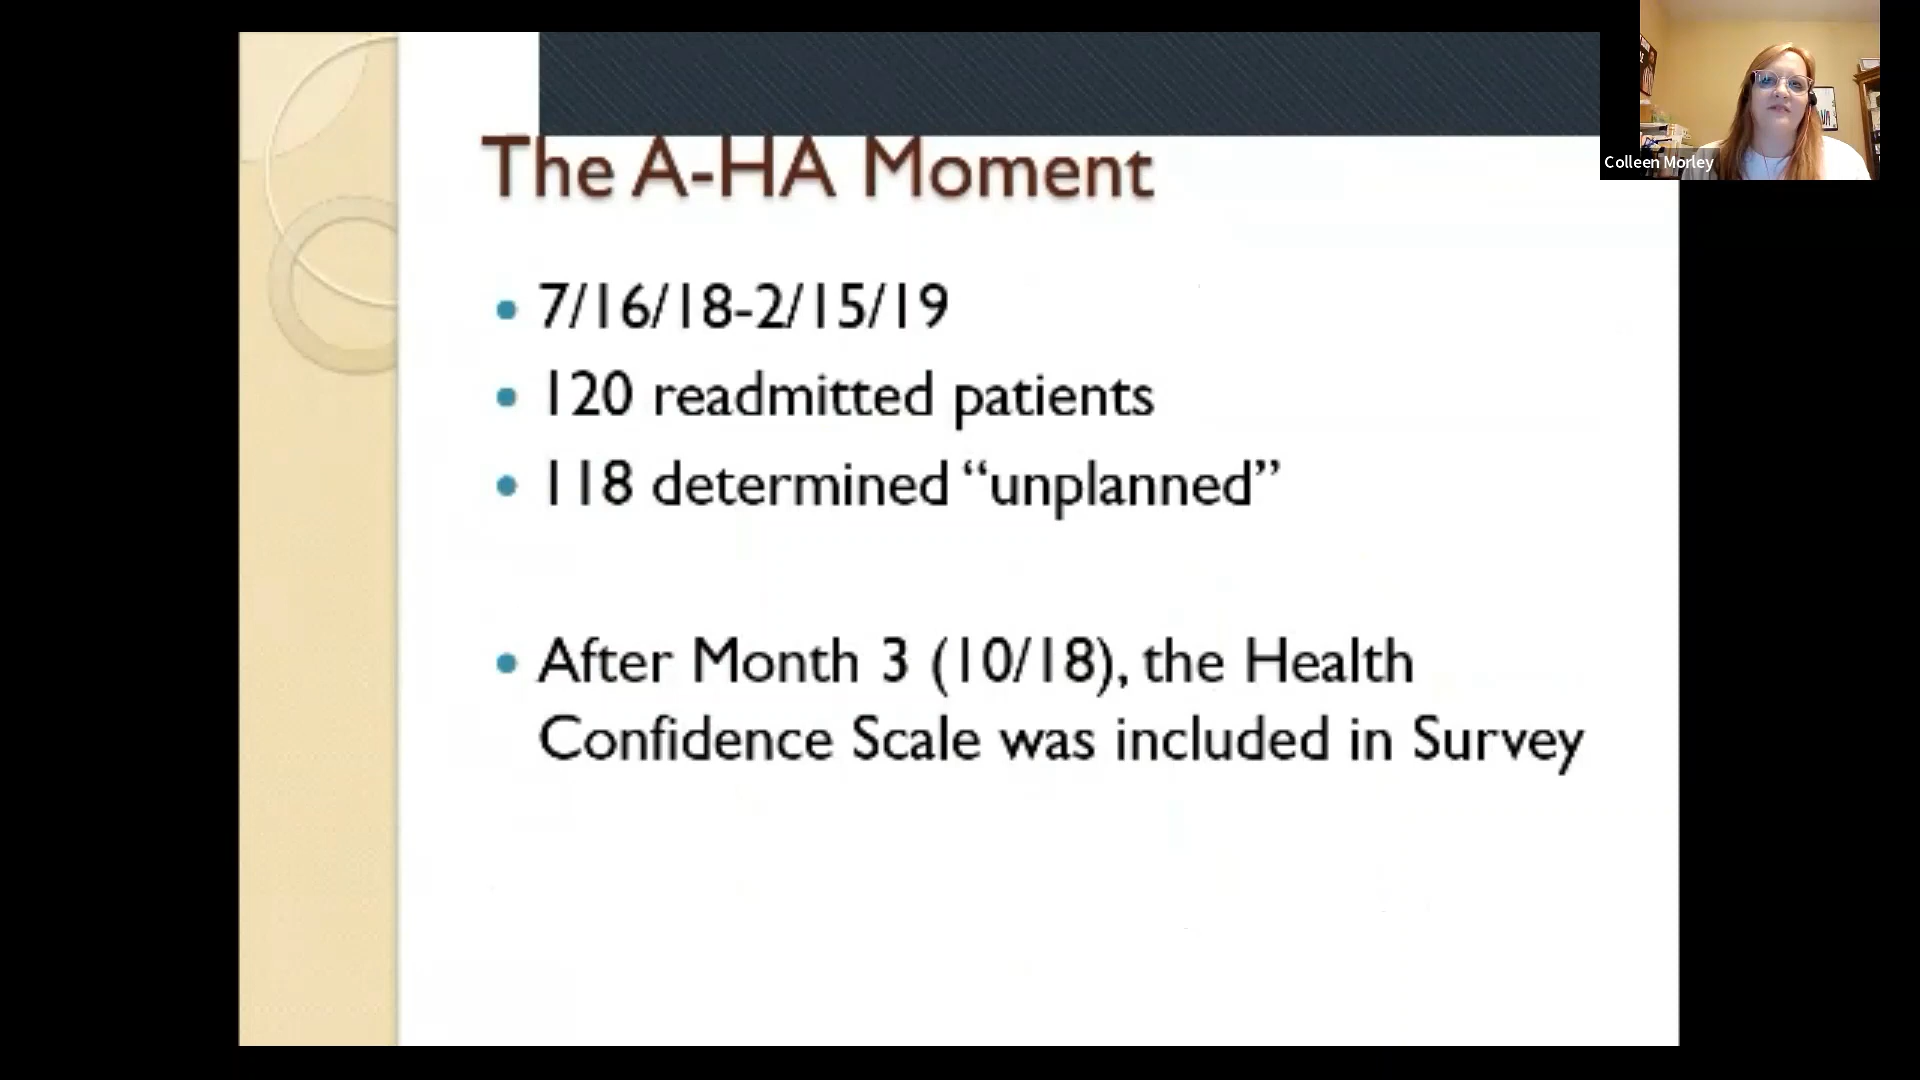 The A-HA Moment
7/16/18-2/15/19
120 readmitted patients
118 determined “unplanned”
After Month 3 (10/18), the Health
Confidence Scale was included in Survey
Colleen Morley